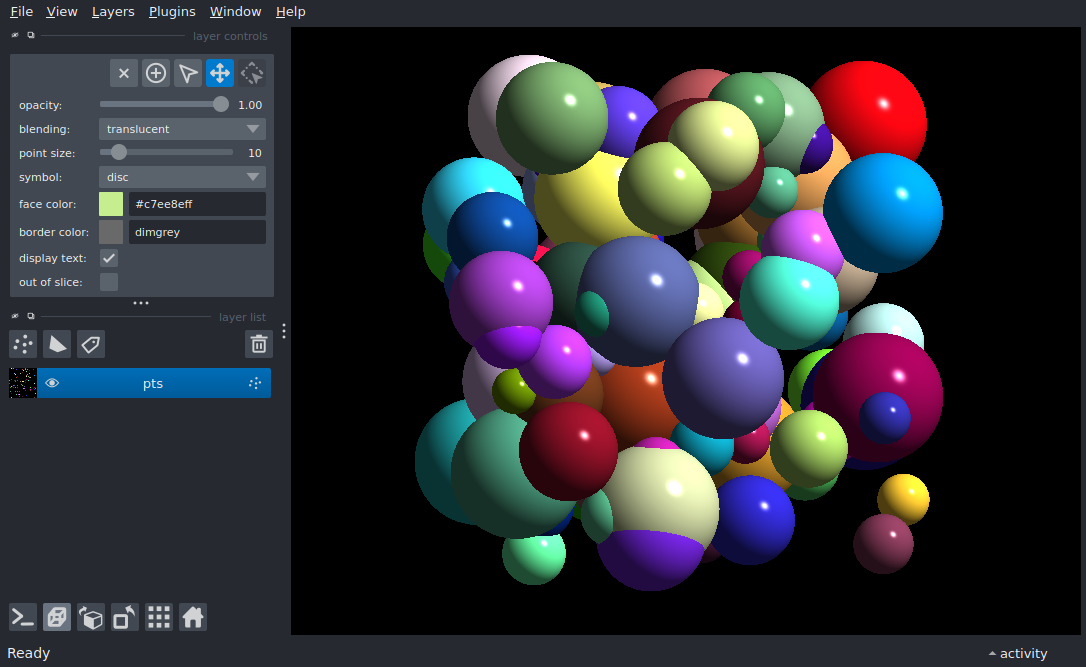 File View Layers Plugins Window Help
layer controls
opacity: 1.00
blending: translucent
point size: 10
symbol: disc
face color: #c7ee8eff
border color: dimgrey
display text:
out of slice:
layer list
pts
Ready
activity